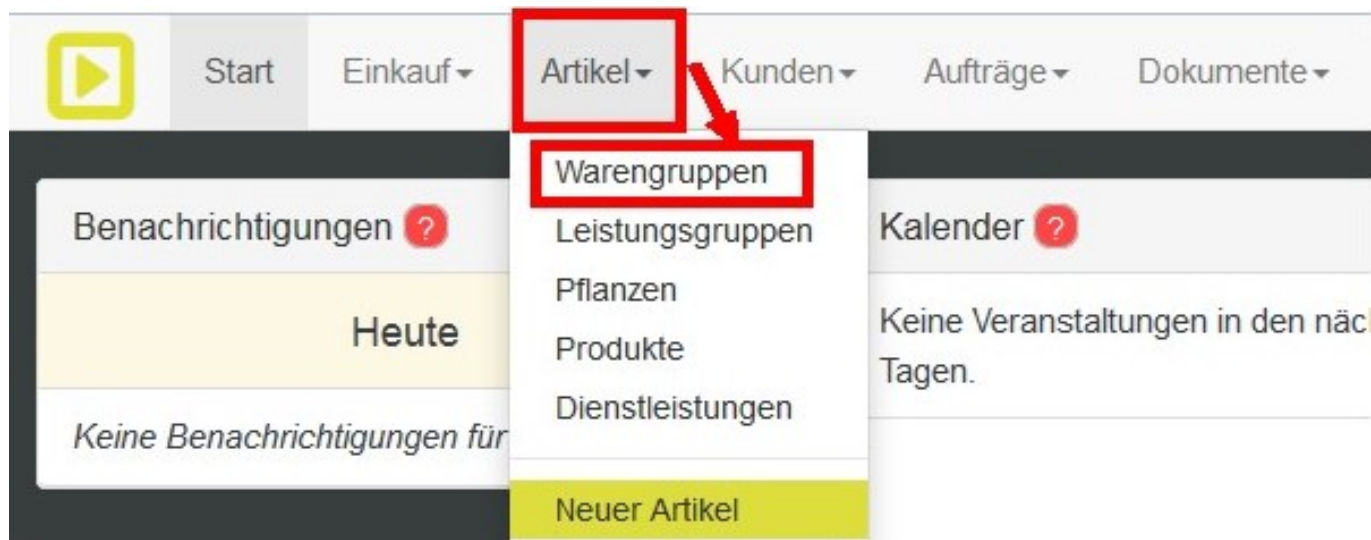 Start Einkauf Artikel Kunden Aufträge Dokumente
Warengruppen
Benachrichtigungen ? Leistungsgruppen Kalender ?
Pflanzen
Heute Produkte Keine Veranstaltungen in den
Tagen.
Dienstleistungen
Keine Benachrichtigungen für
Neuer Artikel